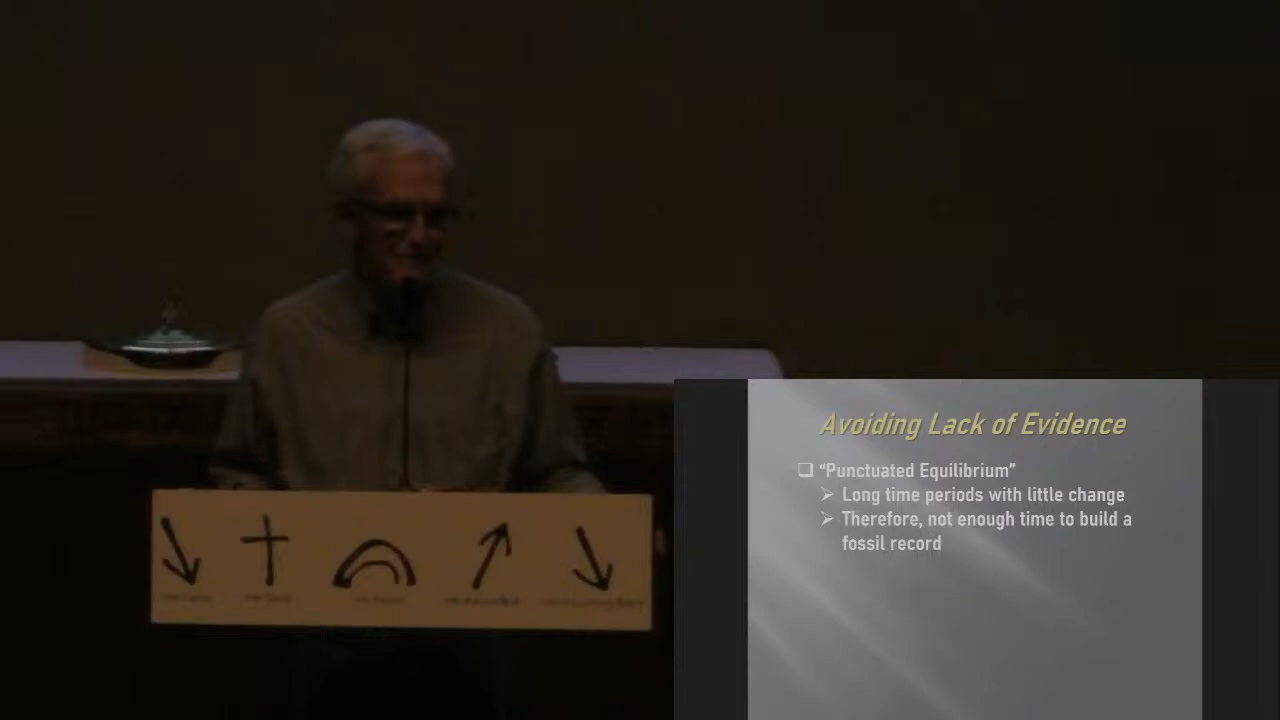 Avoiding Lack of Evidence
“Punctuated Equilibrium”
Long time periods with little change
Therefore, not enough time to build a
fossil record